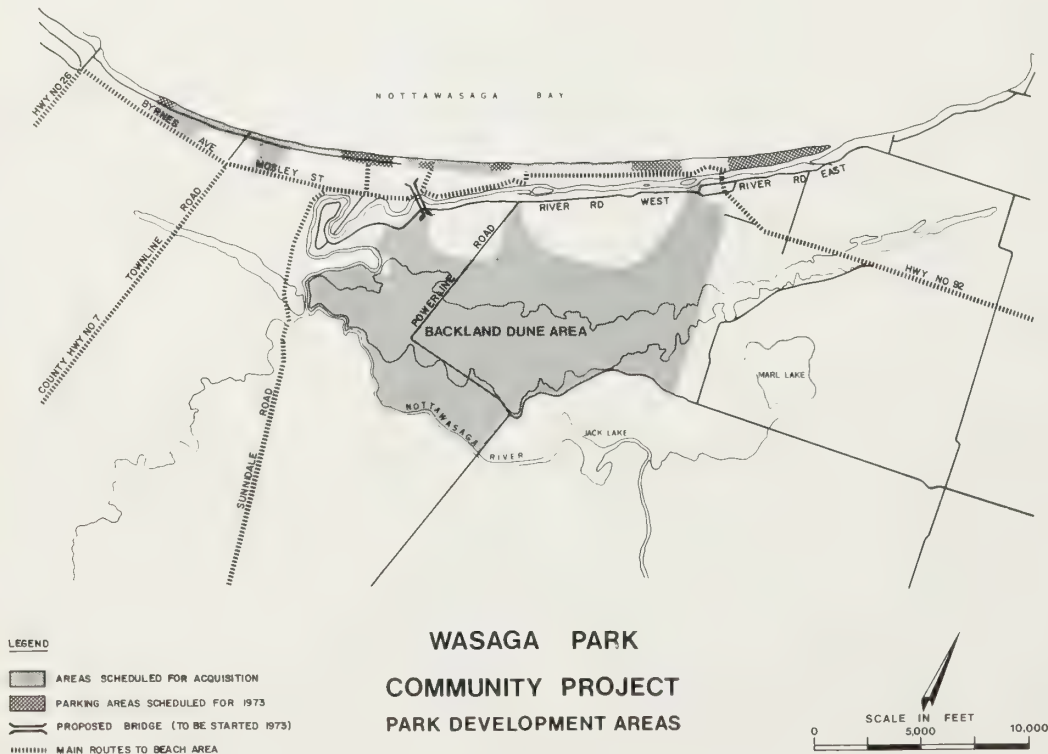 NOTTAWASAGA BAY
HWY NO 26
BYRNES AVE
MOSLEY ST
RIVER RD WEST
RIVER RD EAST
COUNTY HWY NO 7 TOWNLINE ROAD
POWERLINE ROAD
HWY NO 92
BACKLAND DUNE AREA
MARL LAKE
NOTTAWASAGA RIVER
JACK LAKE
SUNNIDALE ROAD
LEGEND
AREAS SCHEDULED FOR ACQUISITION
PARKING AREAS SCHEDULED FOR 1973
PROPOSED BRIDGE (TO BE STARTED 1973)
MAIN ROUTES TO BEACH AREA
WASAGA PARK
COMMUNITY PROJECT
PARK DEVELOPMENT AREAS
SCALE IN FEET
0 5,000 10,000